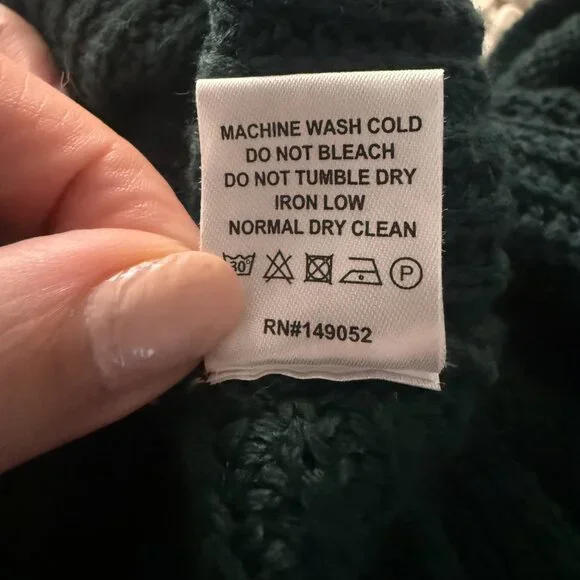 MACHINE WASH COLD
DO NOT BLEACH
DO NOT TUMBLE DRY
IRON LOW
NORMAL DRY CLEAN
30° P
RN#149052